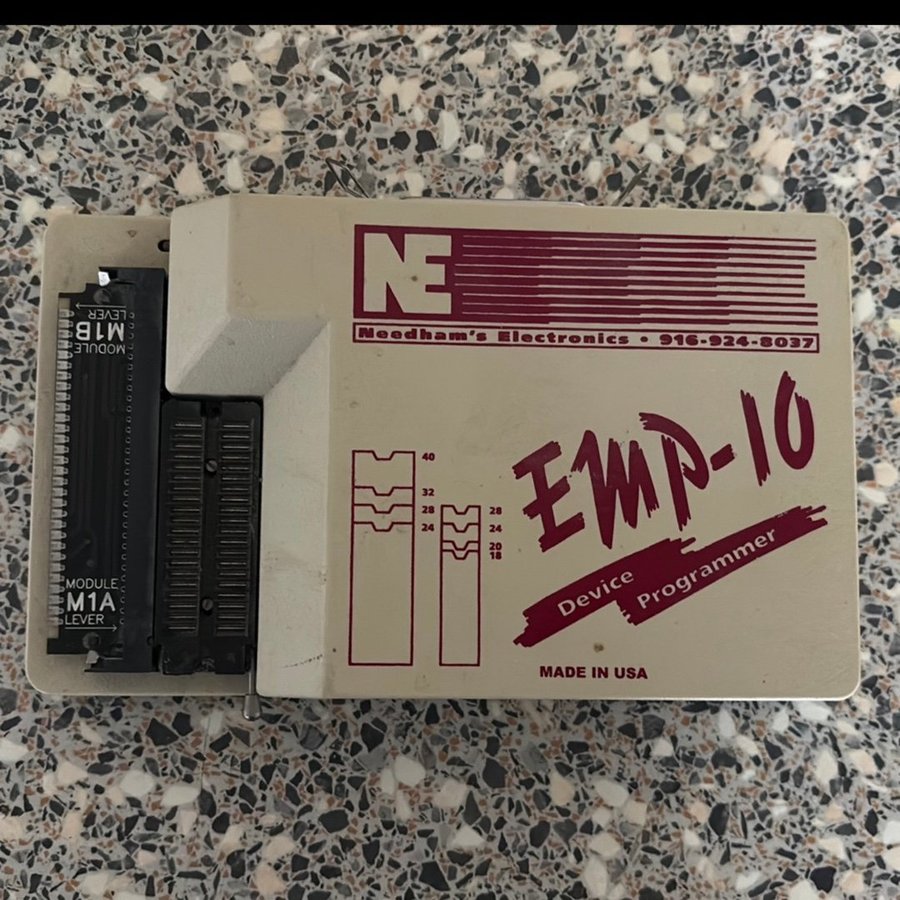 NE
Needham's Electronics • 916-924-8037
EMP-10
Device
Programmer
MADE IN USA
40
32
28
24
28
24
20
18
MODULE
M1B
LEVER
MODULE
M1A
LEVER